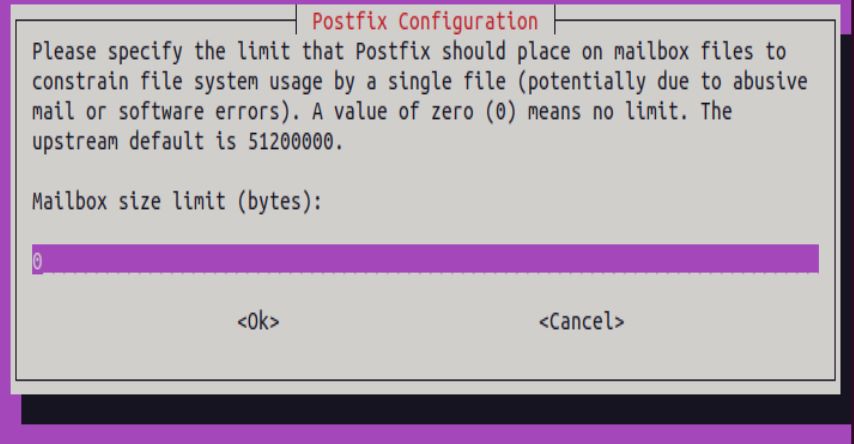 Postfix Configuration
Please specify the limit that Postfix should place on mailbox files to
constrain file system usage by a single file (potentially due to abusive
mail or software errors). A value of zero (0) means no limit. The
upstream default is 51200000.
Mailbox size limit (bytes):
0
<Ok> <Cancel>